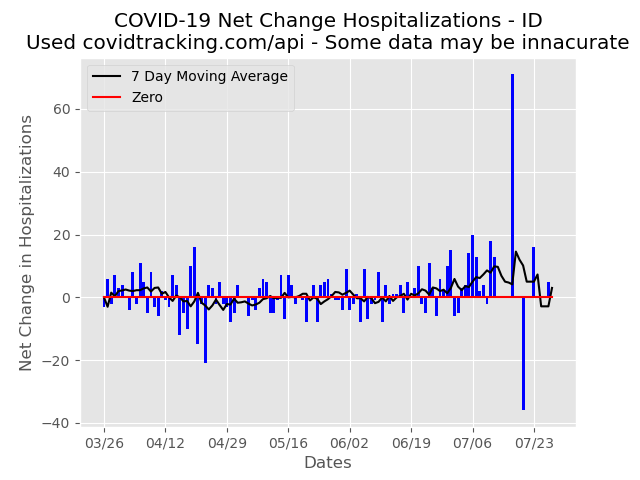 COVID-19 Net Change Hospitalizations - ID
Used covidtracking.com/api - Some data may be innacurate
7 Day Moving Average
Zero
Net Change in Hospitalizations
60
40
20
0
−20
−40
03/26 04/12 04/29 05/16 06/02 06/19 07/06 07/23
Dates